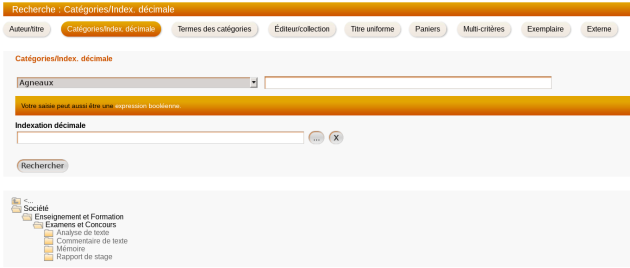 Recherche : Catégories/Index. décimale
Auteur/titre Catégories/Index. décimale Termes des catégories Éditeur/collection Titre uniforme Paniers Multi-critères Exemplaire Externe
Catégories/Index. décimale
Agneaux
Votre saisie peut aussi être une expression booléenne.
Indexation décimale
... X
Rechercher
<...
Société
Enseignement et Formation
Examens et Concours
Analyse de texte
Commentaire de texte
Mémoire
Rapport de stage